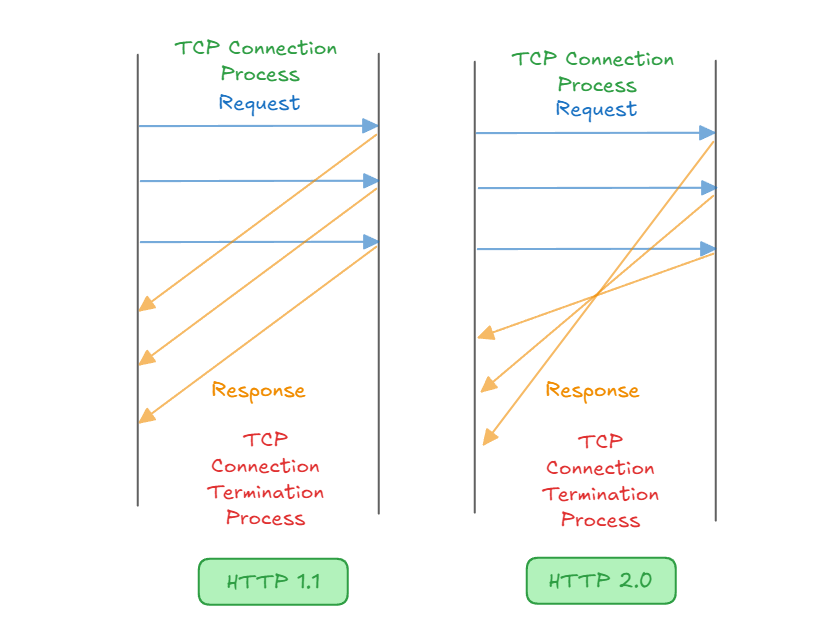 TCP Connection
Process
Request
Response
TCP
Connection
Termination
Process
HTTP 1.1
TCP Connection
Process
Request
Response
TCP
Connection
Termination
Process
HTTP 2.0